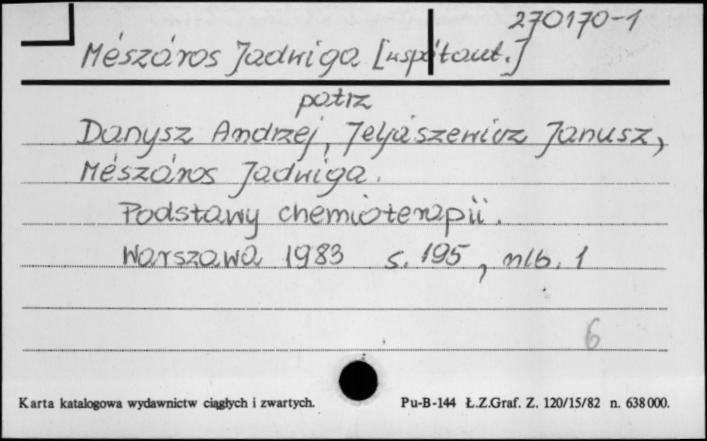 270170-1
Mészáros Jadwiga [współaut.]
patrz
Danysz Andrzej, Jeljaszewicz Janusz,
Mészáros Jadwiga.
Podstawy chemioterapii.
Warszawa 1983 s. 195, nlb. 1
6
Karta katalogowa wydawnictw ciągłych i zwartych. Pu-B-144 Ł.Z.Graf. Z. 120/15/82 n. 638000.